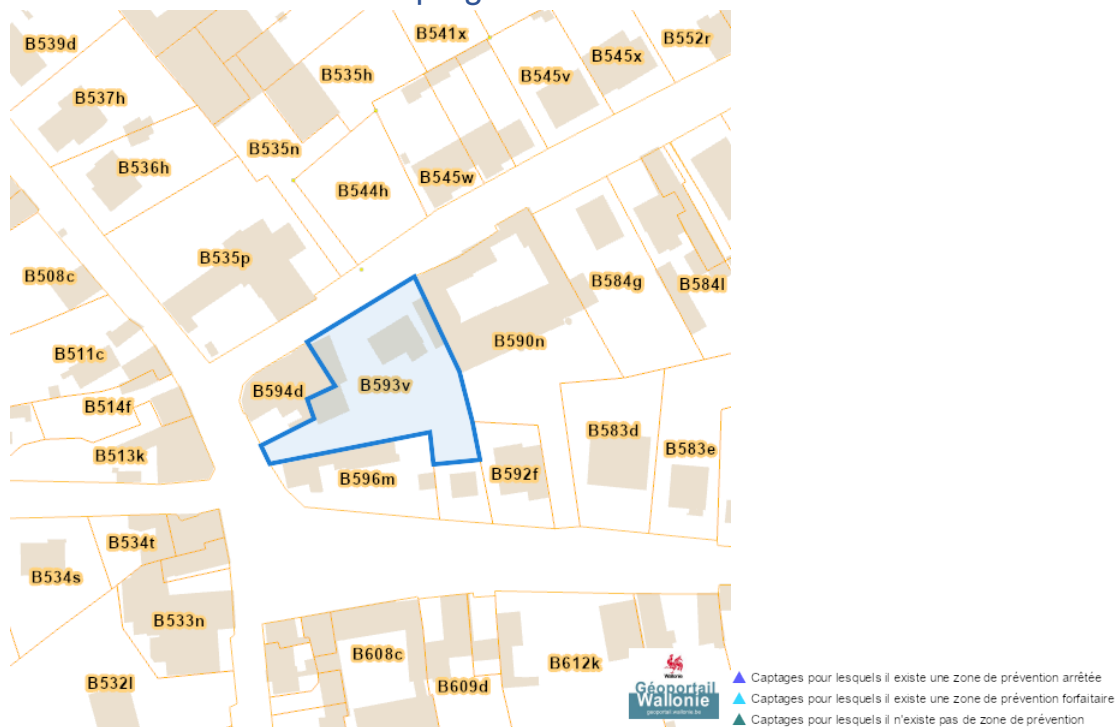 B541x
B552r
B539d
B545x
B535h
B545v
B537h
B535n
B536h
B545w
B544h
B535p
B508c
B584g
B584l
B590n
B511c
B593v
B594d
B514f
B583d
B583e
B513k
B592f
B596m
B534t
B534s
B533n
B608c
B612k
B532l
B609d
Wallonie
Géoportail
Wallonie
geoportail.wallonie.be
Captages pour lesquels il existe une zone de prévention arrêtée
Captages pour lesquels il existe une zone de prévention forfaitaire
Captages pour lesquels il n'existe pas de zone de prévention